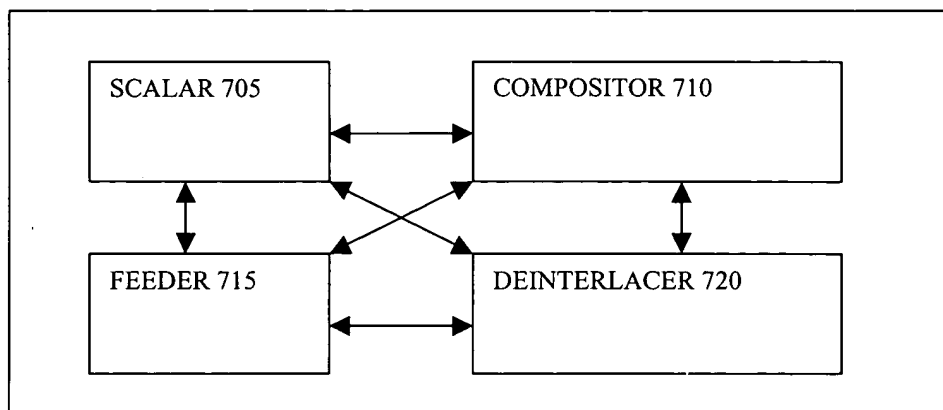 SCALAR 705
COMPOSITOR 710
FEEDER 715
DEINTERLACER 720